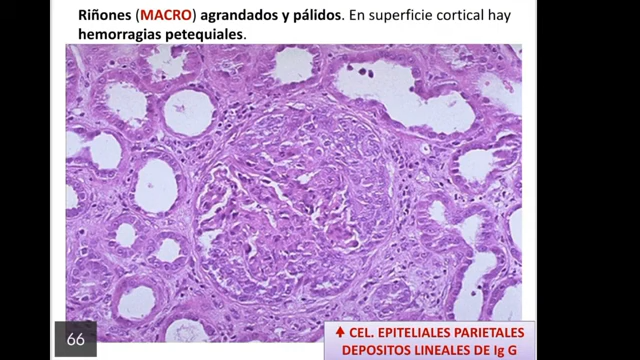 Riñones (MACRO) agrandados y pálidos. En superficie cortical hay
hemorragias petequiales.
66
CEL. EPITELIALES PARIETALES
DEPOSITOS LINEALES DE Ig G